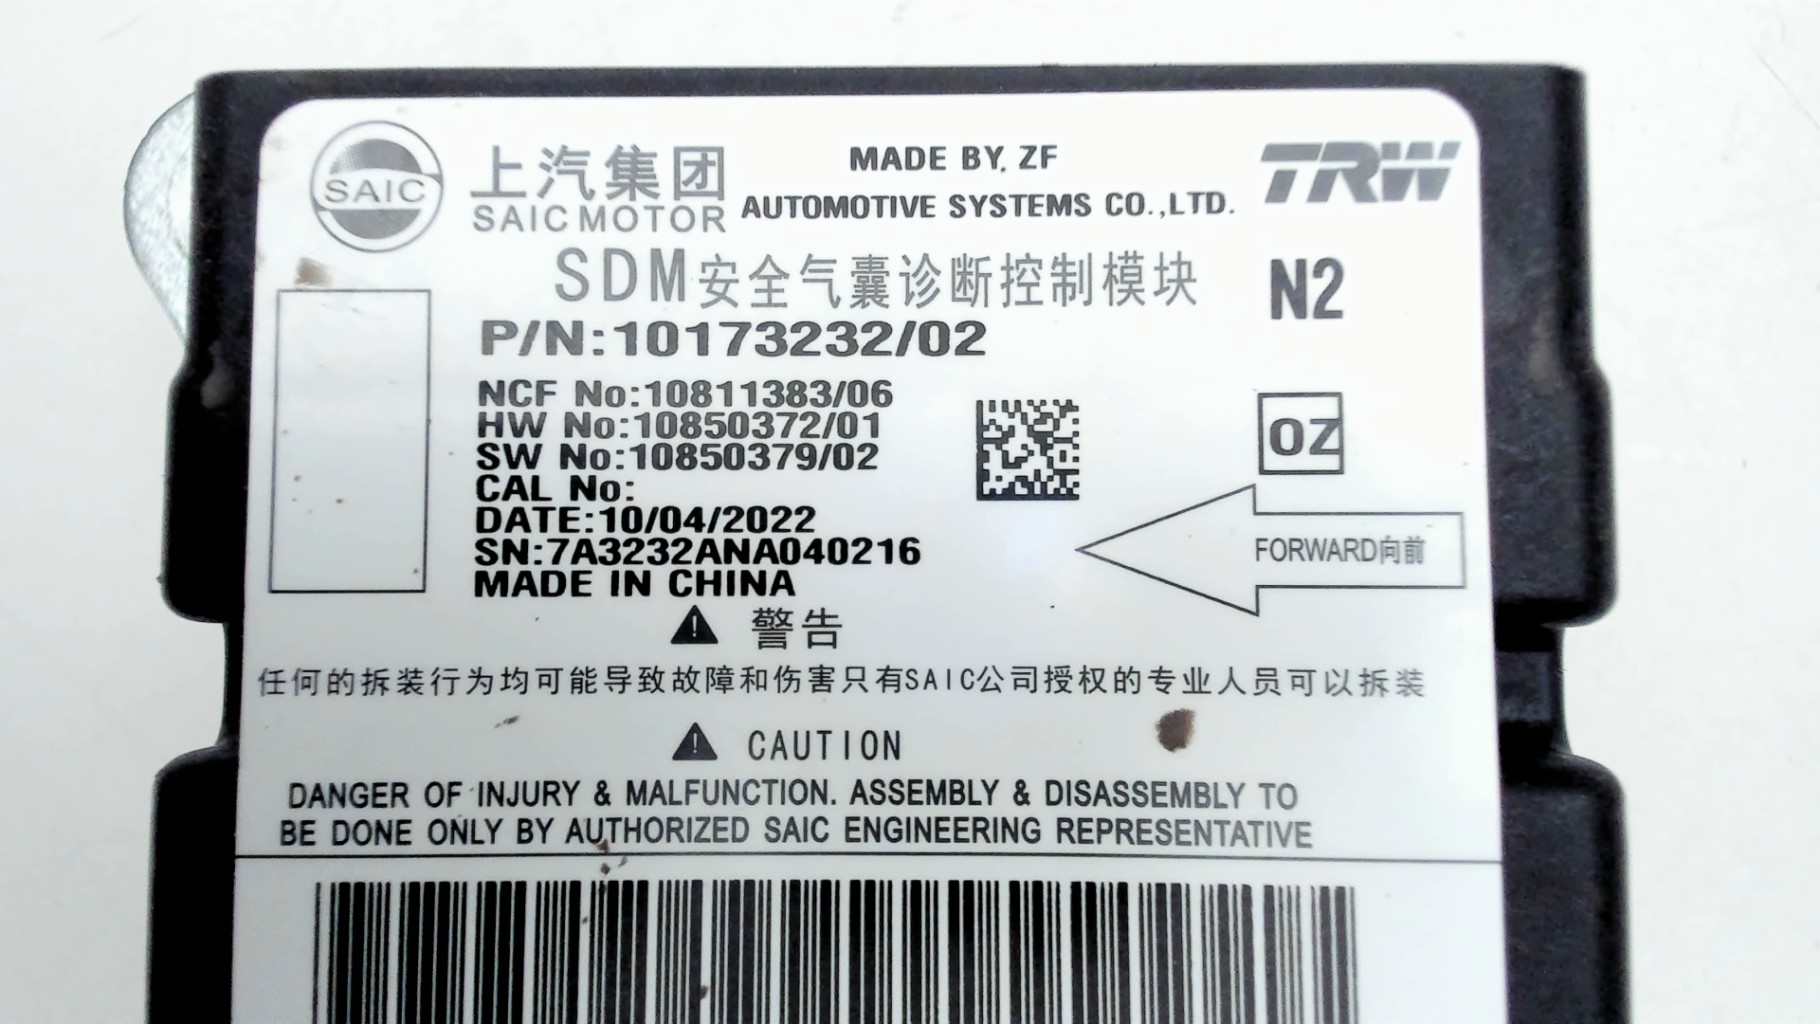 SAIC
上汽集团
SAIC MOTOR
MADE BY. ZF
AUTOMOTIVE SYSTEMS CO.,LTD.
TRW
SDM安全气囊诊断控制模块
N2
P/N:10173232/02
NCF No:10811383/06
HW No:10850372/01
SW No:10850379/02
CAL No:
DATE:10/04/2022
SN:7A3232ANA040216
MADE IN CHINA
OZ
FORWARD向前
警告
任何的拆装行为均可能导致故障和伤害只有SAIC公司授权的专业人员可以拆装
CAUTION
DANGER OF INJURY & MALFUNCTION. ASSEMBLY & DISASSEMBLY TO
BE DONE ONLY BY AUTHORIZED SAIC ENGINEERING REPRESENTATIVE